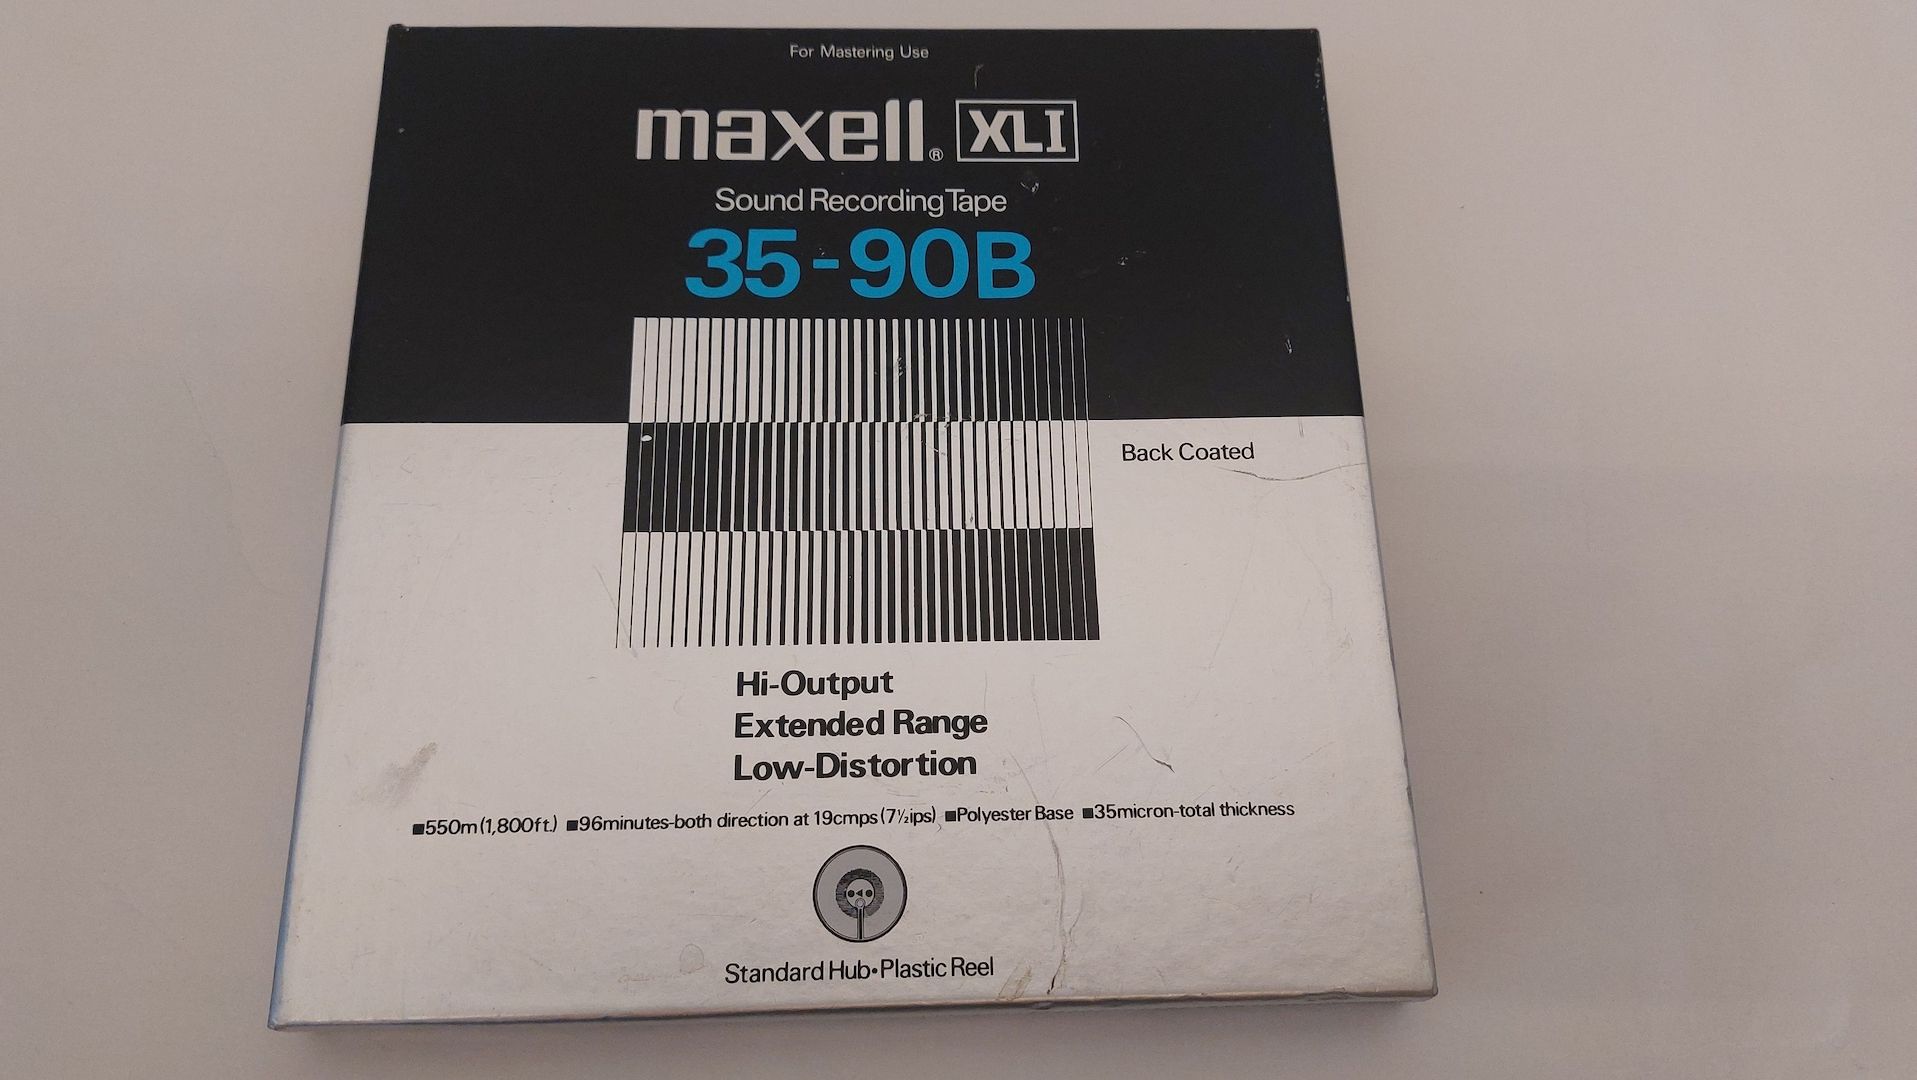 For Mastering Use
maxell® XLI
Sound Recording Tape
35-90B
Back Coated
Hi-Output
Extended Range
Low-Distortion
■550m (1,800ft.) ■96minutes-both direction at 19cmps (7½ips) ■Polyester Base ■35micron-total thickness
Standard Hub•Plastic Reel